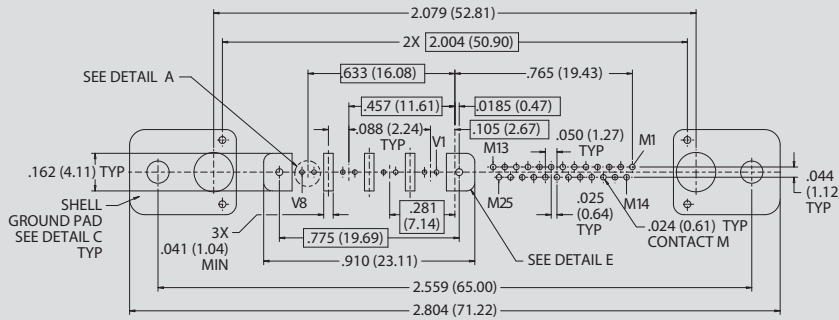 2.079 (52.81)
2X 2.004 (50.90)
SEE DETAIL A
.633 (16.08)
.765 (19.43)
.457 (11.61)
.0185 (0.47)
.088 (2.24)
TYP
.105 (2.67)
.050 (1.27)
TYP
V1
M13
M1
.162 (4.11) TYP
.044
(1.12)
TYP
V8
M25
M14
SHELL
GROUND PAD
SEE DETAIL C
TYP
3X
.041 (1.04)
MIN
.281
(7.14)
.025
(0.64)
TYP
.024 (0.61) TYP
CONTACT M
.775 (19.69)
SEE DETAIL E
.910 (23.11)
2.559 (65.00)
2.804 (71.22)